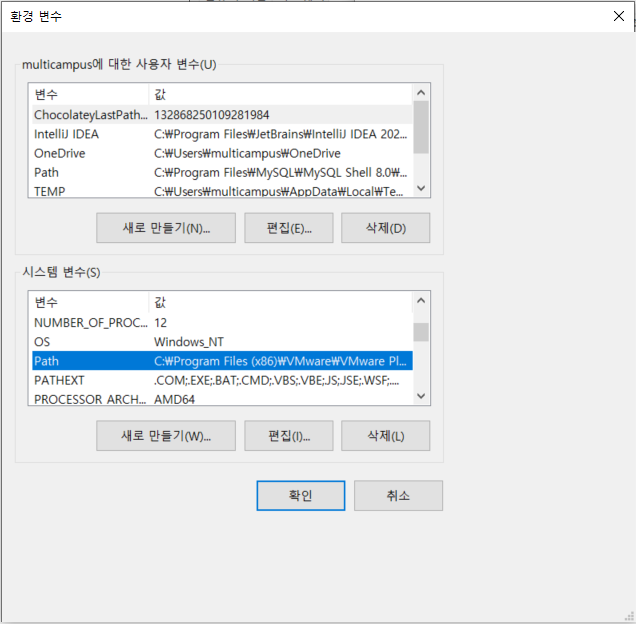 환경 변수
multicampus에 대한 사용자 변수(U)
변수 값
ChocolateyLastPath... 132868250109281984
IntelliJ IDEA C:₩Program Files₩JetBrains₩IntelliJ IDEA 202...
OneDrive C:₩Users₩multicampus₩OneDrive
Path C:₩Program Files₩MySQL₩MySQL Shell 8.0₩...
TEMP C:₩Users₩multicampus₩AppData₩Local₩Te...
새로 만들기(N)... 편집(E)... 삭제(D)
시스템 변수(S)
변수 값
NUMBER_OF_PROC... 12
OS Windows_NT
Path C:₩Program Files (x86)₩VMware₩VMware Pl...
PATHEXT .COM;.EXE;.BAT;.CMD;.VBS;.VBE;.JS;.JSE;.WSF;....
PROCESSOR_ARCH... AMD64
새로 만들기(W)... 편집(I)... 삭제(L)
확인 취소